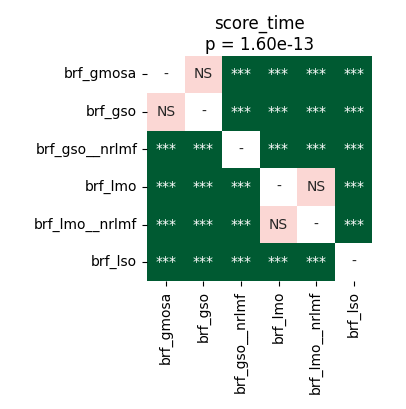 score_time
p = 1.60e-13
brf_gmosa - NS *** *** *** ***
brf_gso NS - *** *** *** ***
brf_gso__nrlmf *** *** - *** *** ***
brf_lmo *** *** *** - NS ***
brf_lmo__nrlmf *** *** *** NS - ***
brf_lso *** *** *** *** *** -
brf_gmosa
brf_gso
brf_gso__nrlmf
brf_lmo
brf_lmo__nrlmf
brf_lso